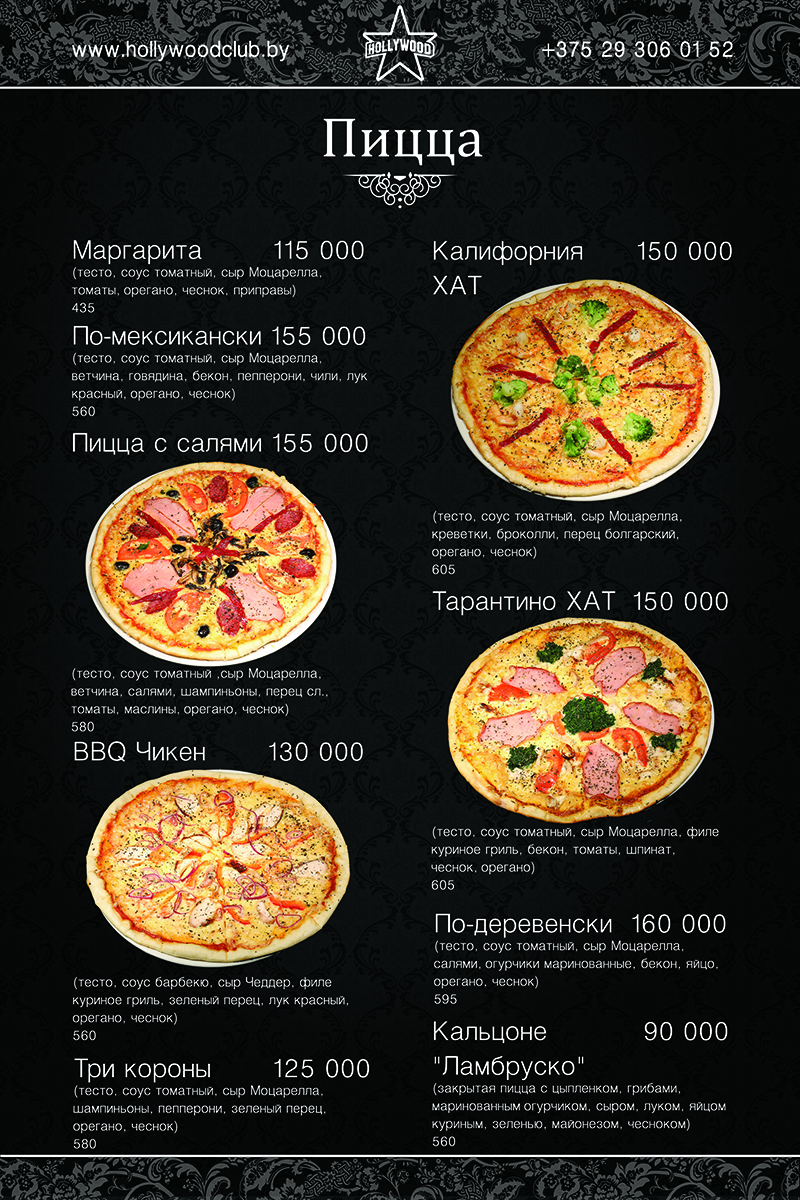 www.hollywoodclub.by
HOLLYWOOD
+375 29 306 01 52
Пицца
Маргарита 115 000
(тесто, соус томатный, сыр Моцарелла,
томаты, орегано, чеснок, приправы)
435
По-мексикански 155 000
(тесто, соус томатный, сыр Моцарелла,
ветчина, говядина, бекон, пепперони, чили, лук
красный, орегано, чеснок)
560
Пицца с салями 155 000
(тесто, соус томатный ,сыр Моцарелла,
ветчина, салями, шампиньоны, перец сл.,
томаты, маслины, орегано, чеснок)
580
BBQ Чикен 130 000
(тесто, соус барбекю, сыр Чеддер, филе
куриное гриль, зеленый перец, лук красный,
орегано, чеснок)
560
Три короны 125 000
(тесто, соус томатный, сыр Моцарелла,
шампиньоны, пепперони, зеленый перец,
орегано, чеснок)
580
Калифорния 150 000
ХАТ
(тесто, соус томатный, сыр Моцарелла,
креветки, броколли, перец болгарский,
орегано, чеснок)
605
Тарантино ХАТ 150 000
(тесто, соус томатный, сыр Моцарелла, филе
куриное гриль, бекон, томаты, шпинат,
чеснок, орегано)
605
По-деревенски 160 000
(тесто, соус томатный, сыр Моцарелла,
салями, огурчики маринованные, бекон, яйцо,
орегано, чеснок)
595
Кальцоне 90 000
"Ламбруско"
(закрытая пицца с цыпленком, грибами,
маринованным огурчиком, сыром, луком, яйцом
куриным, зеленью, майонезом, чесноком)
560